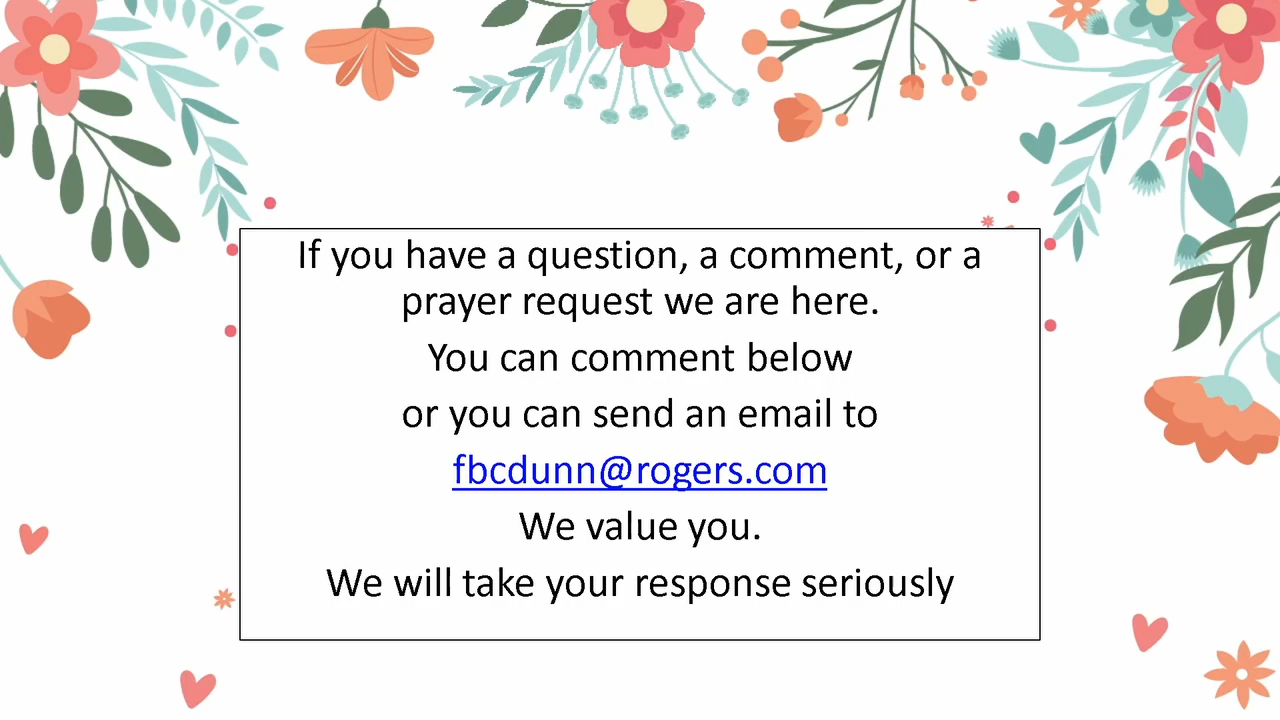 If you have a question, a comment, or a
prayer request we are here.
You can comment below
or you can send an email to
fbcdunn@rogers.com
We value you.
We will take your response seriously